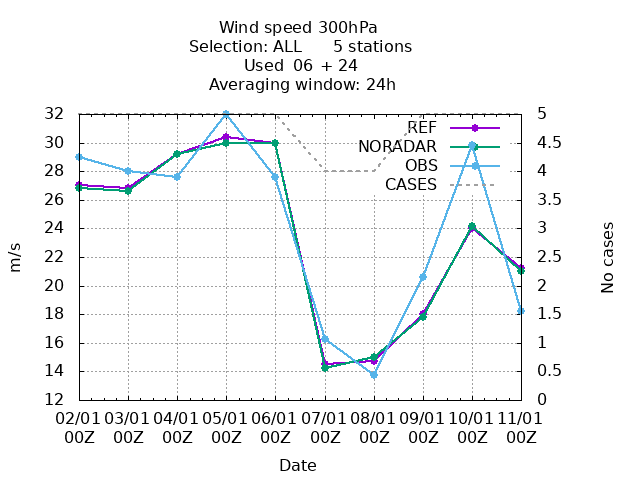 Wind speed 300hPa
Selection: ALL 5 stations
Used 06 + 24
Averaging window: 24h
32 5
30 4.5
28 4
26 3.5
24 3
22 2.5
20 2
18 1.5
16 1
14 0.5
12 0
REF
NORADAR
OBS
CASES
m/s
No cases
02/01 03/01 04/01 05/01 06/01 07/01 08/01 09/01 10/01 11/01
00Z 00Z 00Z 00Z 00Z 00Z 00Z 00Z 00Z 00Z
Date